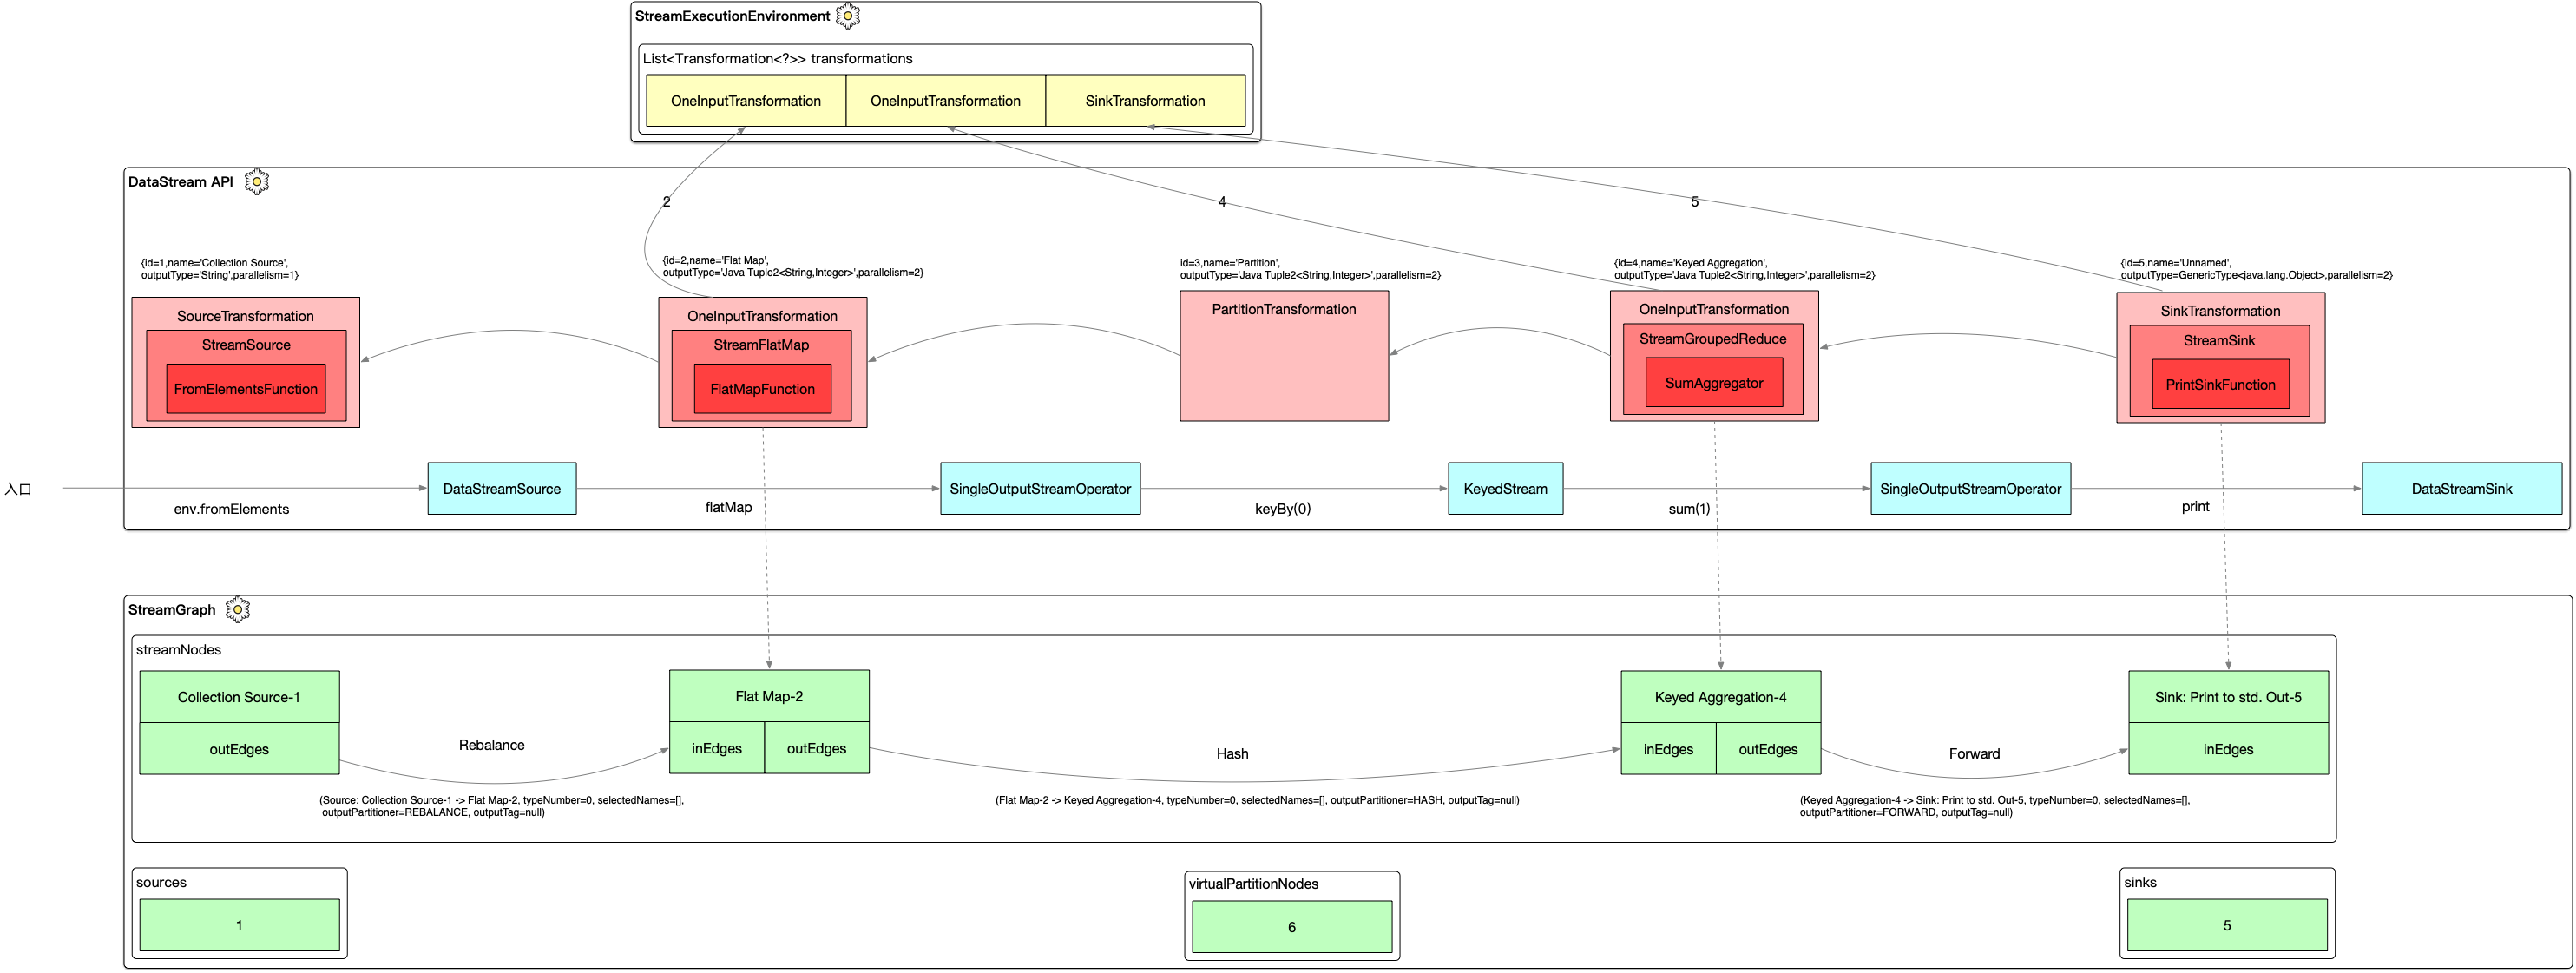 StreamExecutionEnvironment
List<Transformation<?>> transformations
OneInputTransformation
OneInputTransformation
SinkTransformation
DataStream API
2
4
5
{id=1,name='Collection Source',
outputType='String',parallelism=1}
{id=2,name='Flat Map',
outputType='Java Tuple2<String,Integer>',parallelism=2}
id=3,name='Partition',
outputType='Java Tuple2<String,Integer>',parallelism=2}
{id=4,name='Keyed Aggregation',
outputType='Java Tuple2<String,Integer>',parallelism=2}
{id=5,name='Unnamed',
outputType=GenericType<java.lang.Object>,parallelism=2}
SourceTransformation
StreamSource
FromElementsFunction
OneInputTransformation
StreamFlatMap
FlatMapFunction
PartitionTransformation
OneInputTransformation
StreamGroupedReduce
SumAggregator
SinkTransformation
StreamSink
PrintSinkFunction
入口
env.fromElements
DataStreamSource
flatMap
SingleOutputStreamOperator
keyBy(0)
KeyedStream
sum(1)
SingleOutputStreamOperator
print
DataStreamSink
StreamGraph
streamNodes
Collection Source-1
outEdges
Rebalance
Flat Map-2
inEdges
outEdges
Hash
Keyed Aggregation-4
inEdges
outEdges
Forward
Sink: Print to std. Out-5
inEdges
(Source: Collection Source-1 -> Flat Map-2, typeNumber=0, selectedNames=[],
outputPartitioner=REBALANCE, outputTag=null)
(Flat Map-2 -> Keyed Aggregation-4, typeNumber=0, selectedNames=[], outputPartitioner=HASH, outputTag=null)
(Keyed Aggregation-4 -> Sink: Print to std. Out-5, typeNumber=0, selectedNames=[],
outputPartitioner=FORWARD, outputTag=null)
sources
1
virtualPartitionNodes
6
sinks
5